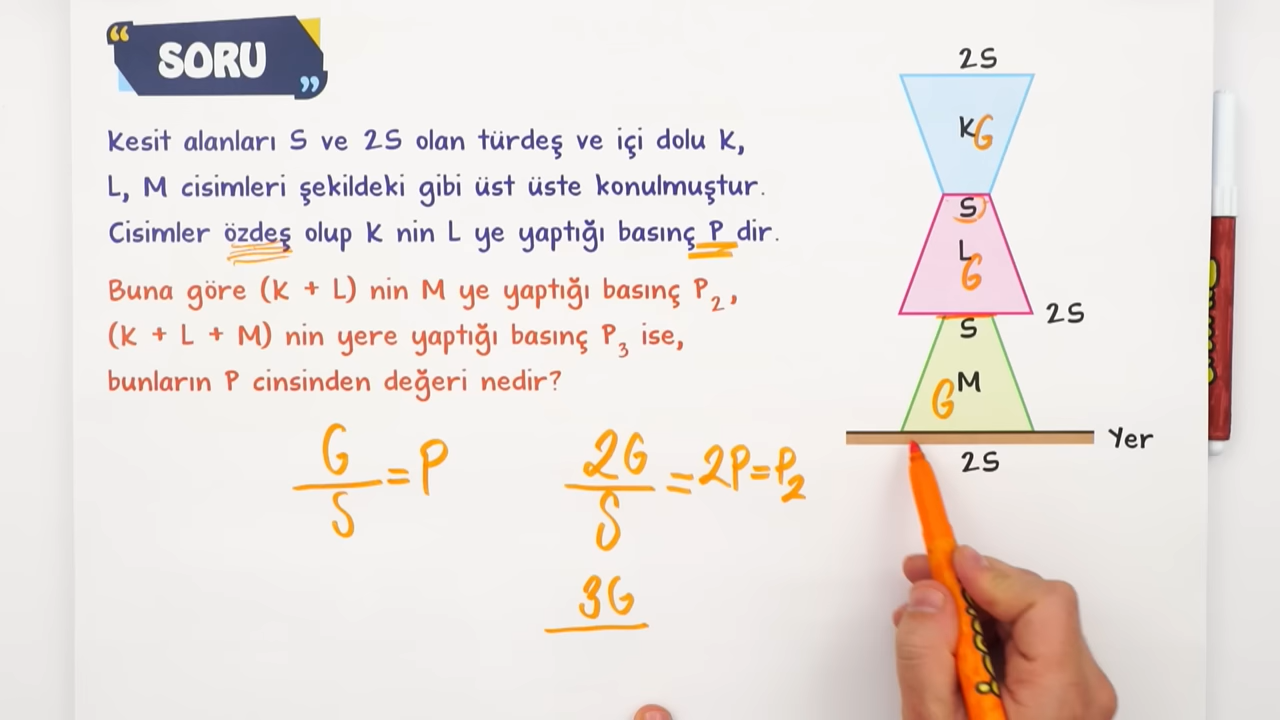 SORU
Kesit alanları S ve 2S olan türdeş ve içi dolu K,
L, M cisimleri şekildeki gibi üst üste konulmuştur.
Cisimler özdeş olup K nin L ye yaptığı basınç P dir.
Buna göre (K + L) nin M ye yaptığı basınç P₂,
(K + L + M) nin yere yaptığı basınç P₃ ise,
bunların P cinsinden değeri nedir?
G/S = P
2G/S = 2P = P₂
3G
2S
K G
S
L
G
2S
S
G M
Yer
2S